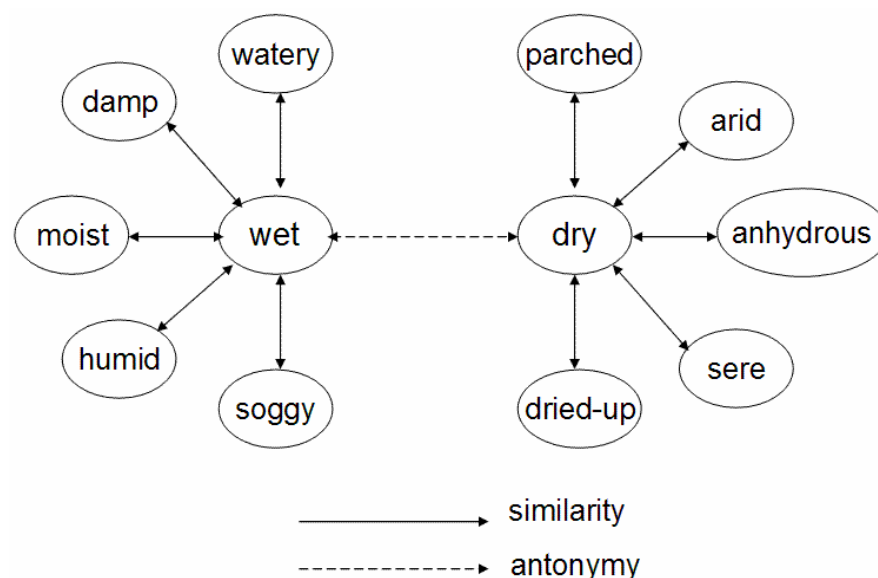 watery
parched
damp
arid
moist
wet
dry
anhydrous
humid
sere
soggy
dried-up
similarity
antonymy